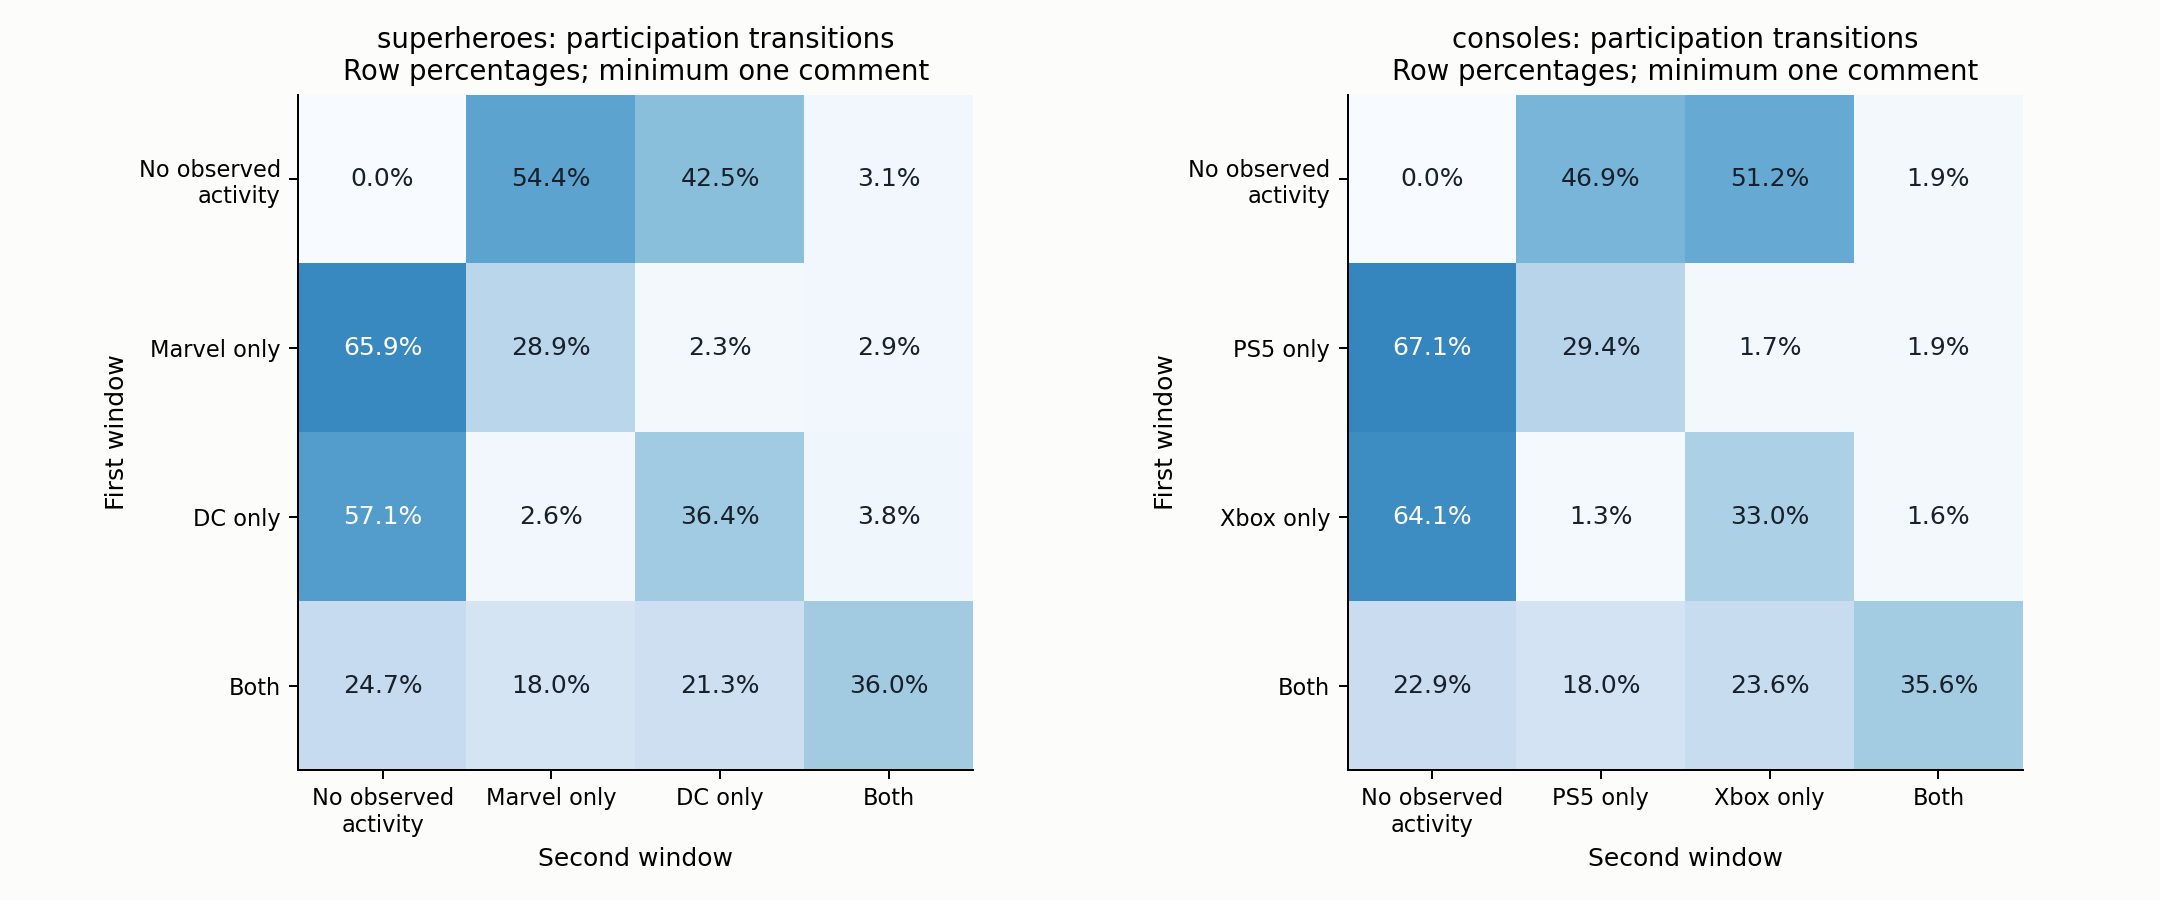 superheroes: participation transitions
Row percentages; minimum one comment
First window
No observed
activity
0.0% 54.4% 42.5% 3.1%
Marvel only
65.9% 28.9% 2.3% 2.9%
DC only
57.1% 2.6% 36.4% 3.8%
Both
24.7% 18.0% 21.3% 36.0%
No observed
activity
Marvel only
DC only
Both
Second window
consoles: participation transitions
Row percentages; minimum one comment
First window
No observed
activity
0.0% 46.9% 51.2% 1.9%
PS5 only
67.1% 29.4% 1.7% 1.9%
Xbox only
64.1% 1.3% 33.0% 1.6%
Both
22.9% 18.0% 23.6% 35.6%
No observed
activity
PS5 only
Xbox only
Both
Second window